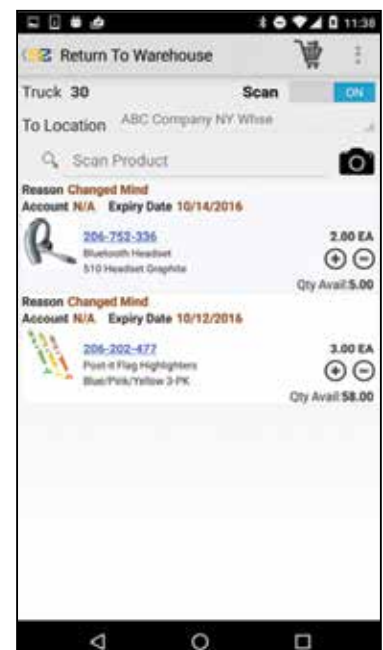 11:38
Return To Warehouse
Truck 30 Scan ON
To Location ABC Company NY Whse
Scan Product
Reason Changed Mind
Account N/A Expiry Date 10/14/2016
206-752-336 2.00 EA
Bluetooth Headset
510 Headset Graphite
Qty Avail:5.00
Reason Changed Mind
Account N/A Expiry Date 10/12/2016
206-202-477 3.00 EA
Post-it Flag Highlighters
Blue/Pink/Yellow 3-PK
Qty Avail:58.00